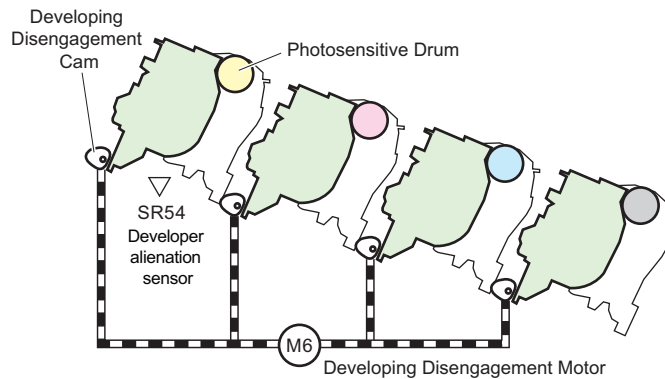 Developing
Disengagement
Cam
Photosensitive Drum
SR54
Developer
alienation
sensor
M6
Developing Disengagement Motor